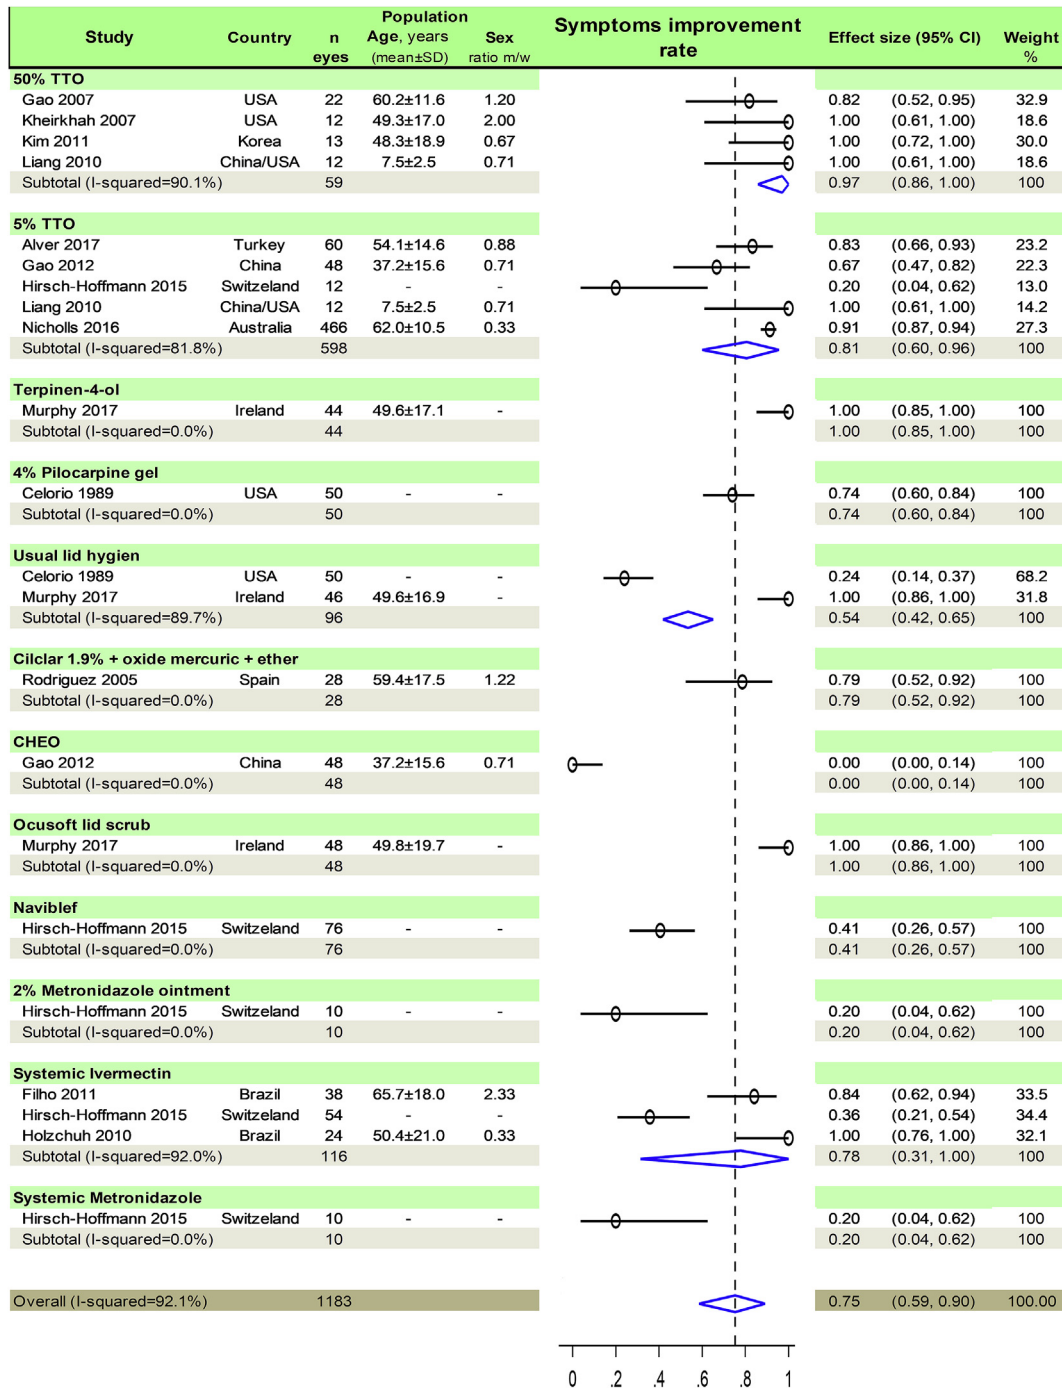 Population
Study Country n Age, years Sex Symptoms improvement rate Effect size (95% CI) Weight
eyes (mean±SD) ratio m/w %
50% TTO
Gao 2007 USA 22 60.2±11.6 1.20 0.82 (0.52, 0.95) 32.9
Kheirkhah 2007 USA 12 49.3±17.0 2.00 1.00 (0.61, 1.00) 18.6
Kim 2011 Korea 13 48.3±18.9 0.67 1.00 (0.72, 1.00) 30.0
Liang 2010 China/USA 12 7.5±2.5 0.71 1.00 (0.61, 1.00) 18.6
Subtotal (I-squared=90.1%) 59 0.97 (0.86, 1.00) 100
5% TTO
Alver 2017 Turkey 60 54.1±14.6 0.88 0.83 (0.66, 0.93) 23.2
Gao 2012 China 48 37.2±15.6 0.71 0.67 (0.47, 0.82) 22.3
Hirsch-Hoffmann 2015 Switzeland 12 - - 0.20 (0.04, 0.62) 13.0
Liang 2010 China/USA 12 7.5±2.5 0.71 1.00 (0.61, 1.00) 14.2
Nicholls 2016 Australia 466 62.0±10.5 0.33 0.91 (0.87, 0.94) 27.3
Subtotal (I-squared=81.8%) 598 0.81 (0.60, 0.96) 100
Terpinen-4-ol
Murphy 2017 Ireland 44 49.6±17.1 - 1.00 (0.85, 1.00) 100
Subtotal (I-squared=0.0%) 44 1.00 (0.85, 1.00) 100
4% Pilocarpine gel
Celorio 1989 USA 50 - - 0.74 (0.60, 0.84) 100
Subtotal (I-squared=0.0%) 50 0.74 (0.60, 0.84) 100
Usual lid hygien
Celorio 1989 USA 50 - - 0.24 (0.14, 0.37) 68.2
Murphy 2017 Ireland 46 49.6±16.9 - 1.00 (0.86, 1.00) 31.8
Subtotal (I-squared=89.7%) 96 0.54 (0.42, 0.65) 100
Cilclar 1.9% + oxide mercuric + ether
Rodriguez 2005 Spain 28 59.4±17.5 1.22 0.79 (0.52, 0.92) 100
Subtotal (I-squared=0.0%) 28 0.79 (0.52, 0.92) 100
CHEO
Gao 2012 China 48 37.2±15.6 0.71 0.00 (0.00, 0.14) 100
Subtotal (I-squared=0.0%) 48 0.00 (0.00, 0.14) 100
Ocusoft lid scrub
Murphy 2017 Ireland 48 49.8±19.7 - 1.00 (0.86, 1.00) 100
Subtotal (I-squared=0.0%) 48 1.00 (0.86, 1.00) 100
Naviblef
Hirsch-Hoffmann 2015 Switzeland 76 - - 0.41 (0.26, 0.57) 100
Subtotal (I-squared=0.0%) 76 0.41 (0.26, 0.57) 100
2% Metronidazole ointment
Hirsch-Hoffmann 2015 Switzeland 10 - - 0.20 (0.04, 0.62) 100
Subtotal (I-squared=0.0%) 10 0.20 (0.04, 0.62) 100
Systemic Ivermectin
Filho 2011 Brazil 38 65.7±18.0 2.33 0.84 (0.62, 0.94) 33.5
Hirsch-Hoffmann 2015 Switzeland 54 - - 0.36 (0.21, 0.54) 34.4
Holzchuh 2010 Brazil 24 50.4±21.0 0.33 1.00 (0.76, 1.00) 32.1
Subtotal (I-squared=92.0%) 116 0.78 (0.31, 1.00) 100
Systemic Metronidazole
Hirsch-Hoffmann 2015 Switzeland 10 - - 0.20 (0.04, 0.62) 100
Subtotal (I-squared=0.0%) 10 0.20 (0.04, 0.62) 100
Overall (I-squared=92.1%) 1183 0.75 (0.59, 0.90) 100.00
0 .2 .4 .6 .8 1